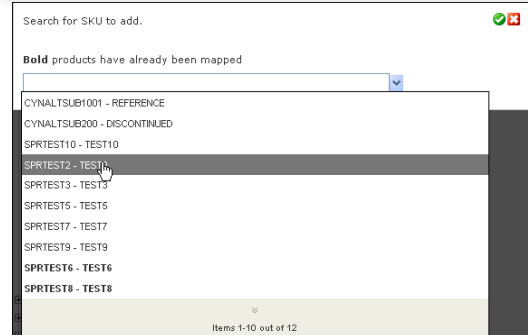 Search for SKU to add.
Bold products have already been mapped
CYNALTSUB1001 - REFERENCE
CYNALTSUB200 - DISCONTINUED
SPRTEST10 - TEST10
SPRTEST2 - TEST2
SPRTEST3 - TEST3
SPRTEST5 - TEST5
SPRTEST7 - TEST7
SPRTEST9 - TEST9
SPRTEST6 - TEST6
SPRTEST8 - TEST8
Items 1-10 out of 12